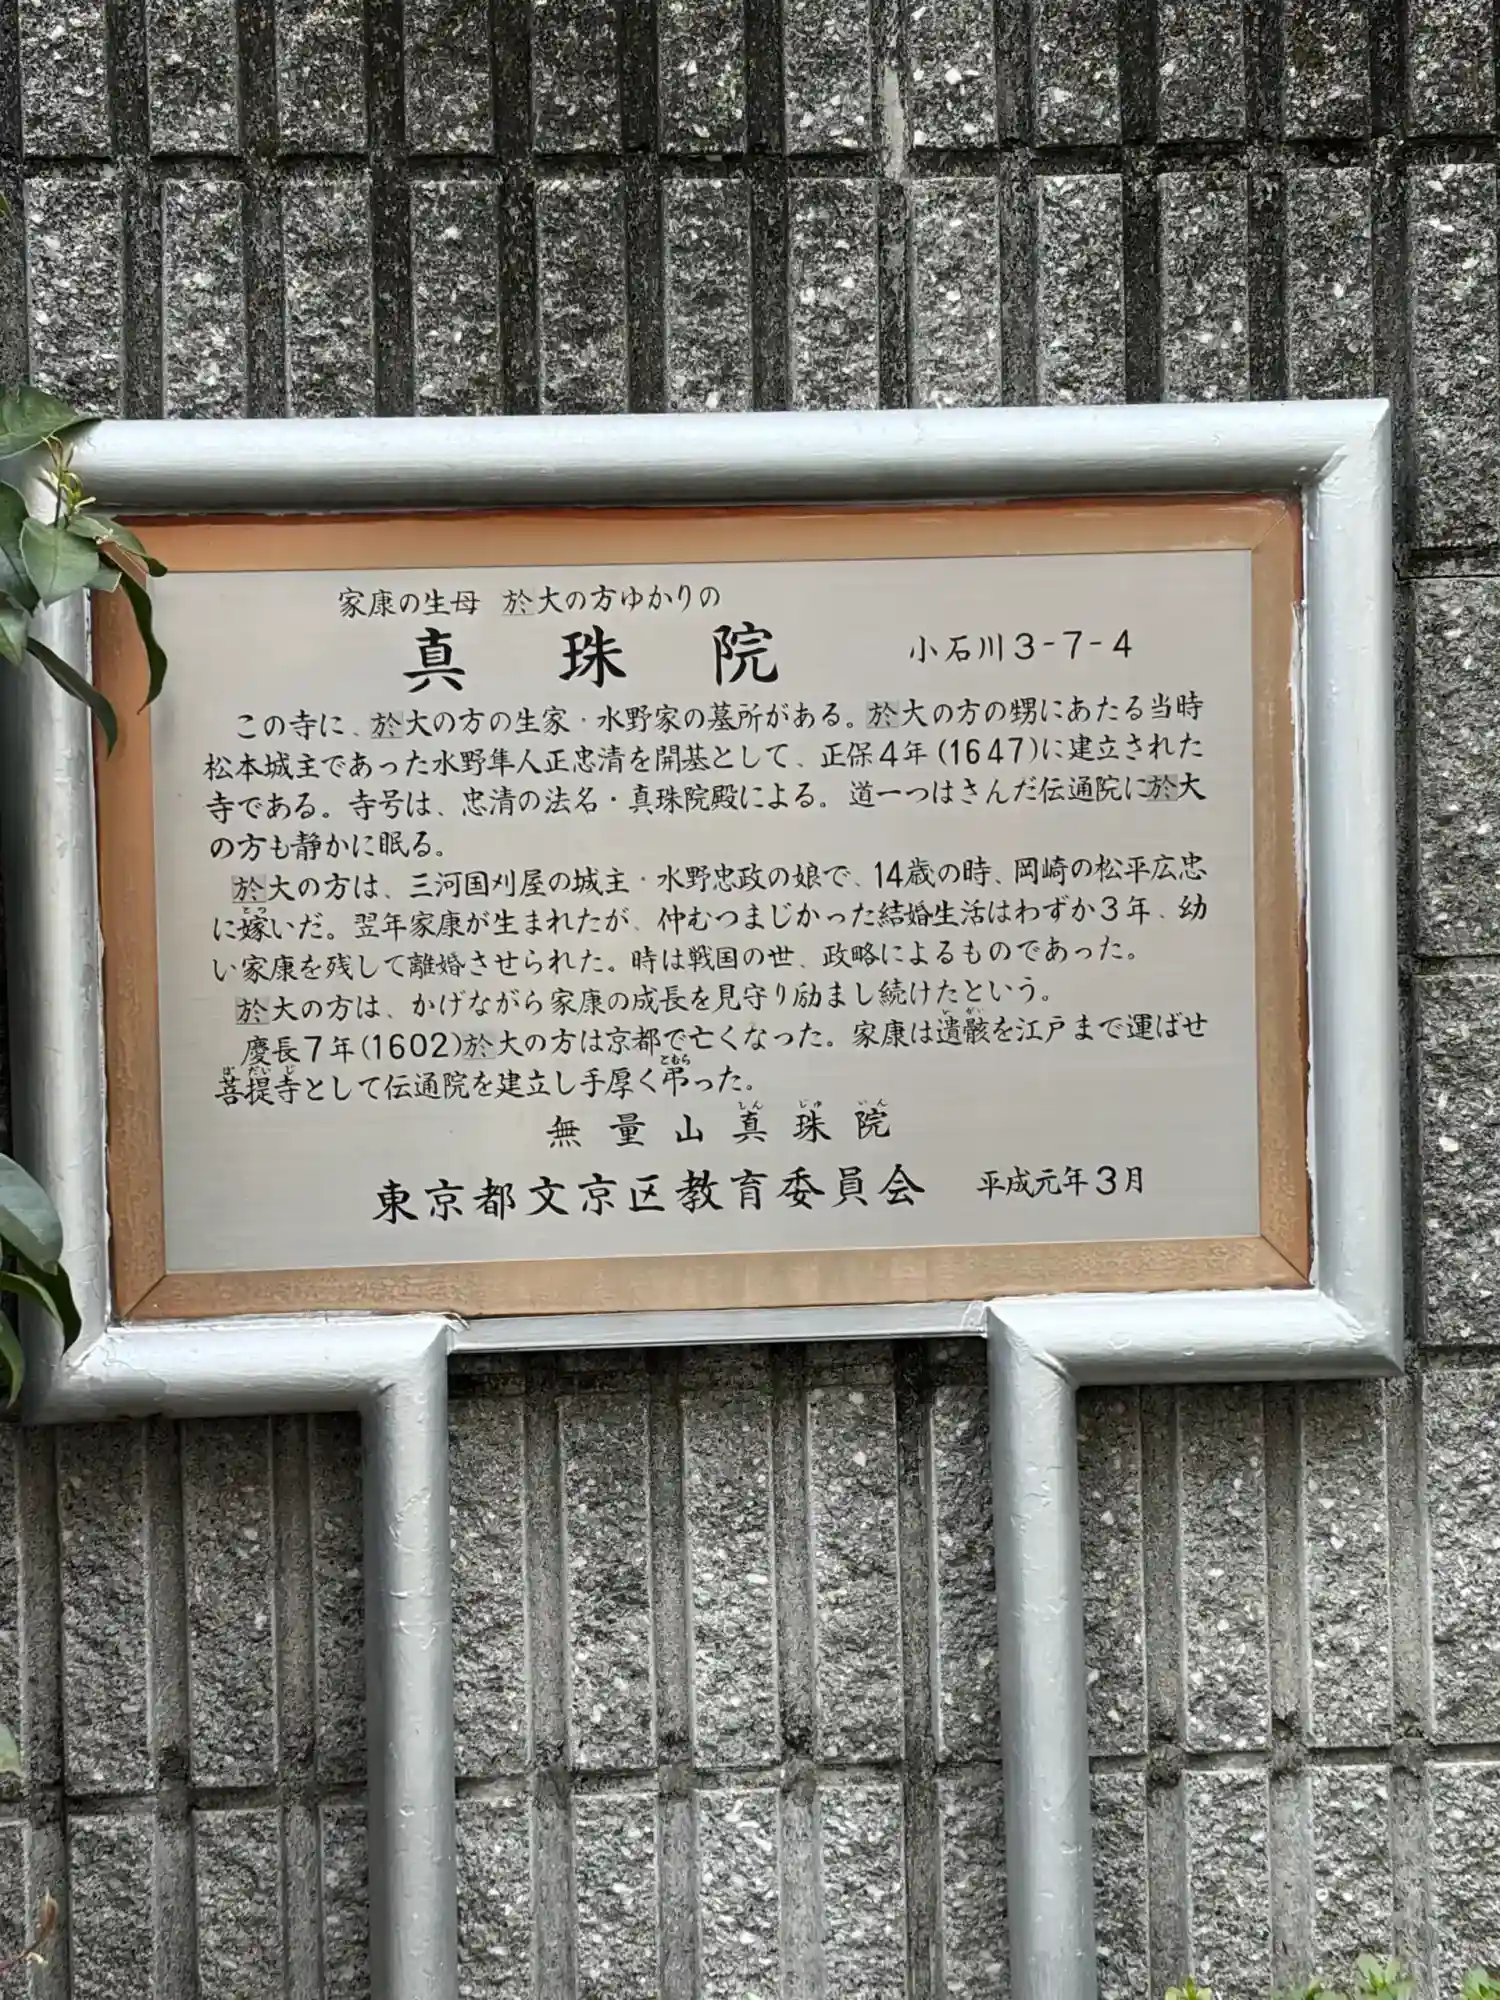 家康の生母 於大の方ゆかりの
真珠院 小石川3-7-4
この寺に、於大の方の生家・水野家の墓所がある。於大の方の甥にあたる当時
松本城主であった水野隼人正忠清を開基として、正保4年(1647)に建立された
寺である。寺号は、忠清の法名・真珠院殿による。道一つはさんだ伝通院に於大
の方も静かに眠る。
於大の方は、三河国刈屋の城主・水野忠政の娘で、14歳の時、岡崎の松平広忠
に嫁いだ。翌年家康が生まれたが、仲むつまじかった結婚生活はわずか3年、幼
い家康を残して離婚させられた。時は戦国の世、政略によるものであった。
於大の方は、かげながら家康の成長を見守り励まし続けたという。
慶長7年(1602)於大の方は京都で亡くなった。家康は遺骸を江戸まで運ばせ
菩提寺として伝通院を建立し手厚く弔った。
無量山真珠院
東京都文京区教育委員会 平成元年3月